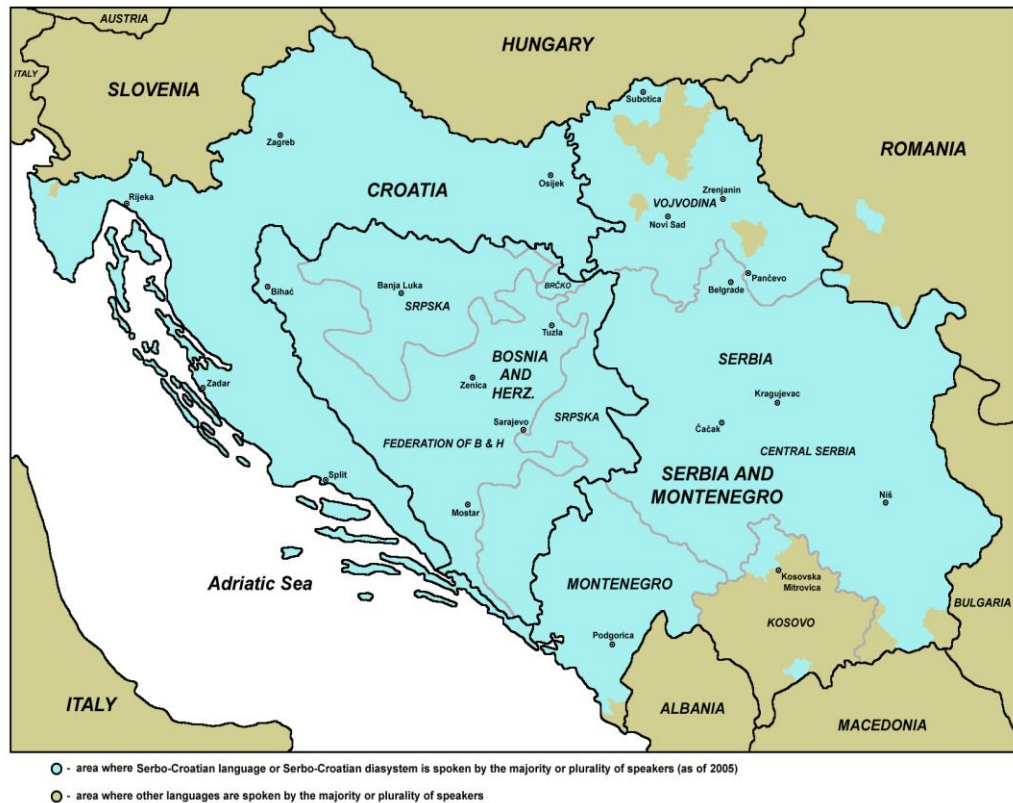 AUSTRIA
HUNGARY
ITALY
SLOVENIA
Subotica
Zagreb
ROMANIA
CROATIA
Osijek
Rijeka
Zrenjanin
VOJVODINA
Novi Sad
Pančevo
Belgrade
Bihać
Banja Luka
BRČKO
SRPSKA
Tuzla
BOSNIA
AND
HERZ.
SERBIA
Zenica
Zadar
Kragujevac
Sarajevo
SRPSKA
Čačak
FEDERATION OF B & H
CENTRAL SERBIA
SERBIA AND
MONTENEGRO
Split
Niš
Mostar
Adriatic Sea
MONTENEGRO
Kosovska
Mitrovica
BULGARIA
KOSOVO
Podgorica
ITALY
ALBANIA
MACEDONIA
- area where Serbo-Croatian language or Serbo-Croatian diasystem is spoken by the majority or plurality of speakers (as of 2005)
- area where other languages are spoken by the majority or plurality of speakers